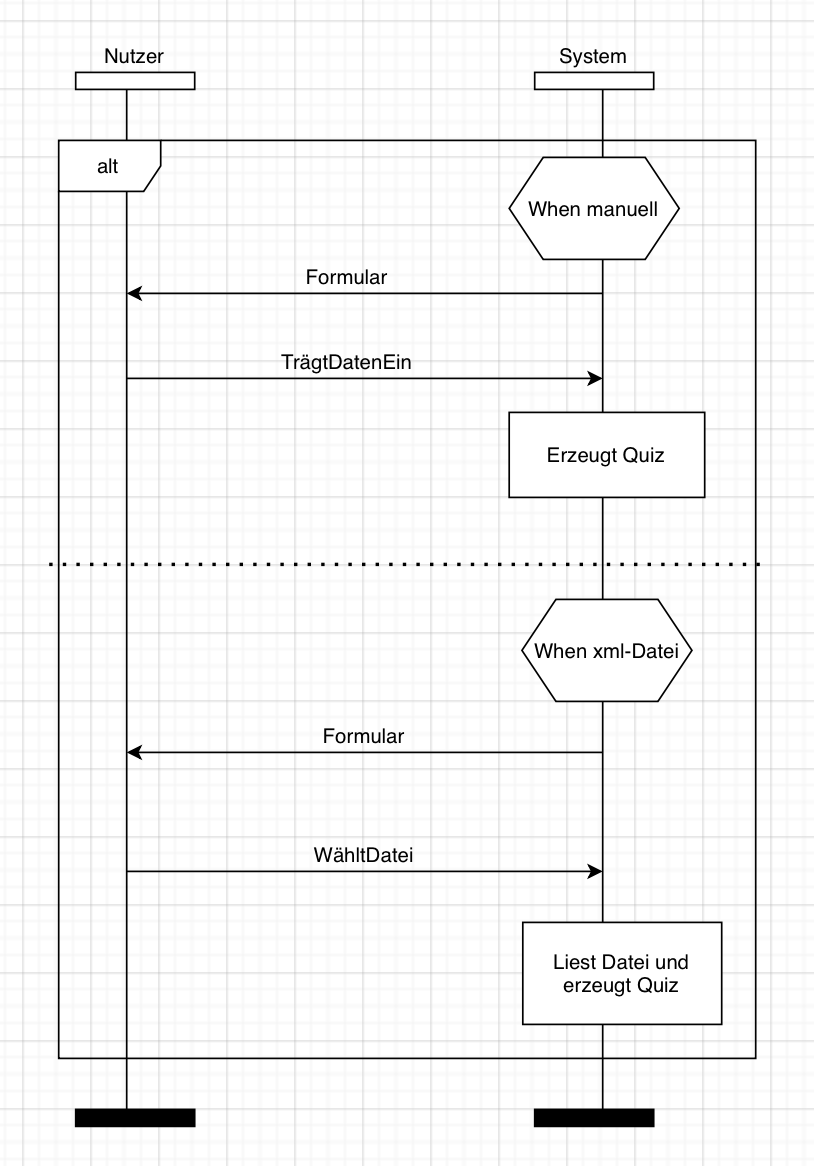 Nutzer
System
alt
When manuell
Formular
TrägtDatenEin
Erzeugt Quiz
When xml-Datei
Formular
WähltDatei
Liest Datei und
erzeugt Quiz